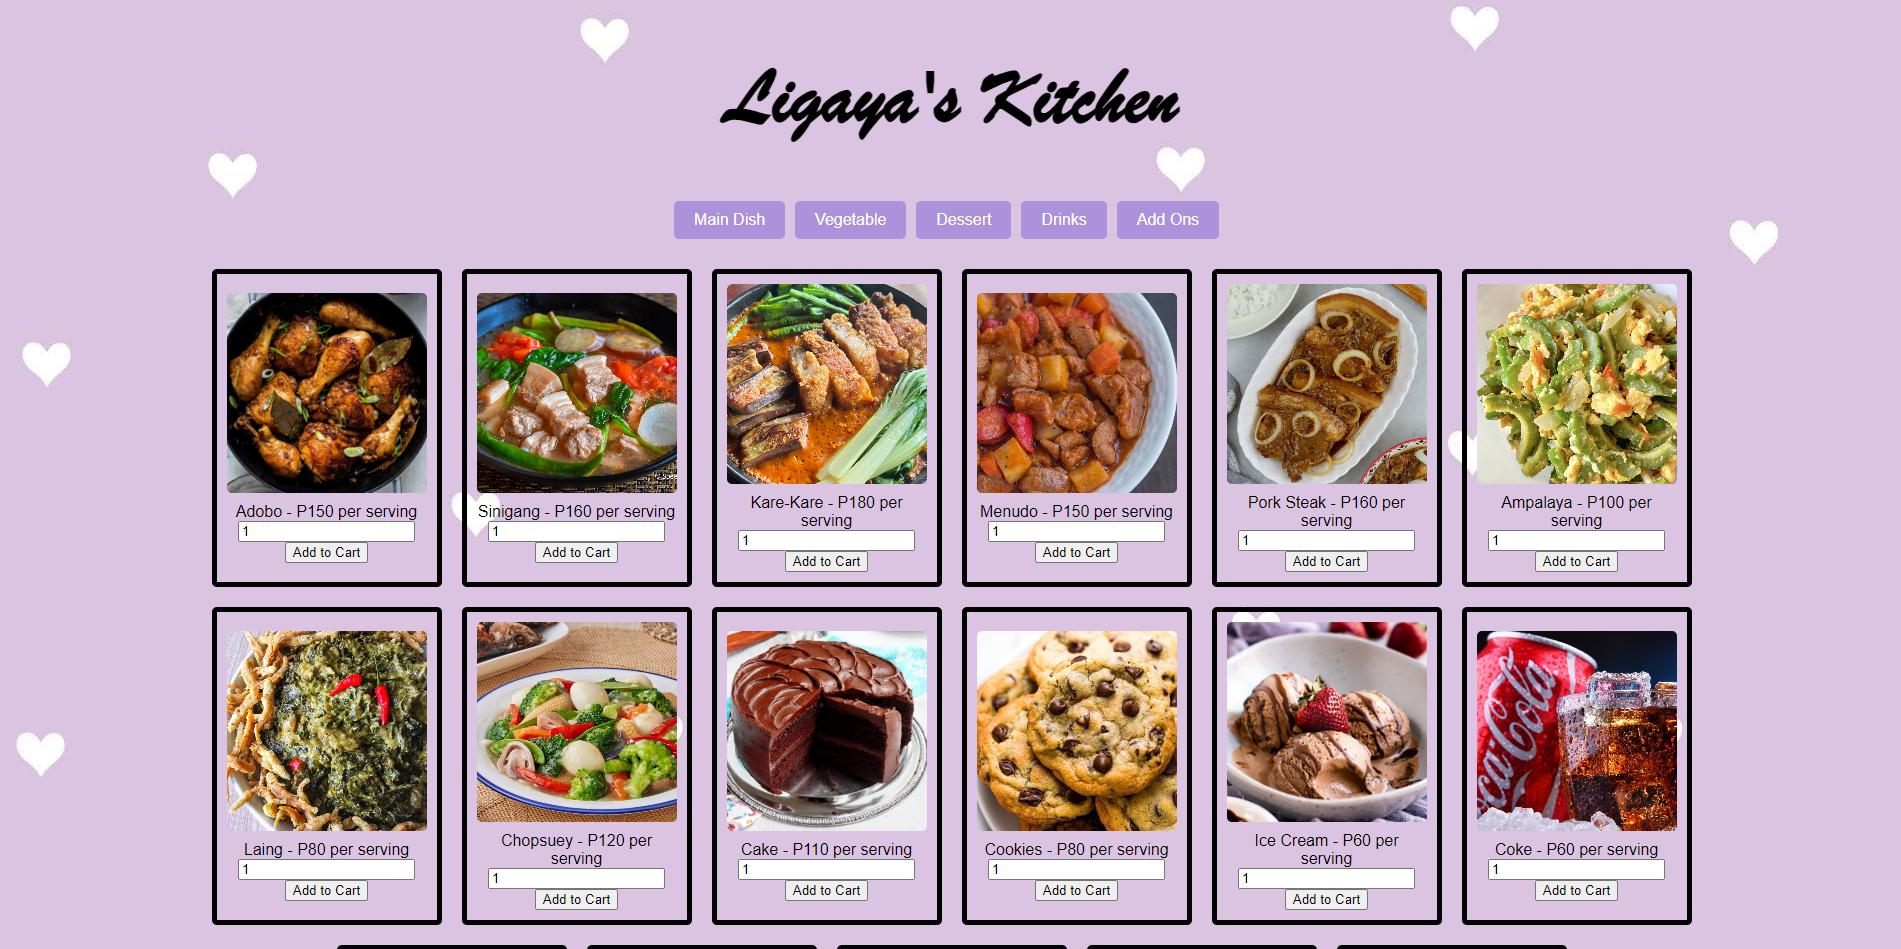 Ligaya's Kitchen
Main Dish
Vegetable
Dessert
Drinks
Add Ons
Adobo - P150 per serving
1
Add to Cart
Sinigang - P160 per serving
1
Add to Cart
Kare-Kare - P180 per
serving
1
Add to Cart
Menudo - P150 per serving
1
Add to Cart
Pork Steak - P160 per
serving
1
Add to Cart
Ampalaya - P100 per
serving
1
Add to Cart
Laing - P80 per serving
1
Add to Cart
Chopsuey - P120 per
serving
1
Add to Cart
Cake - P110 per serving
1
Add to Cart
Cookies - P80 per serving
1
Add to Cart
Ice Cream - P60 per
serving
1
Add to Cart
Coca-Cola
Coke - P60 per serving
1
Add to Cart